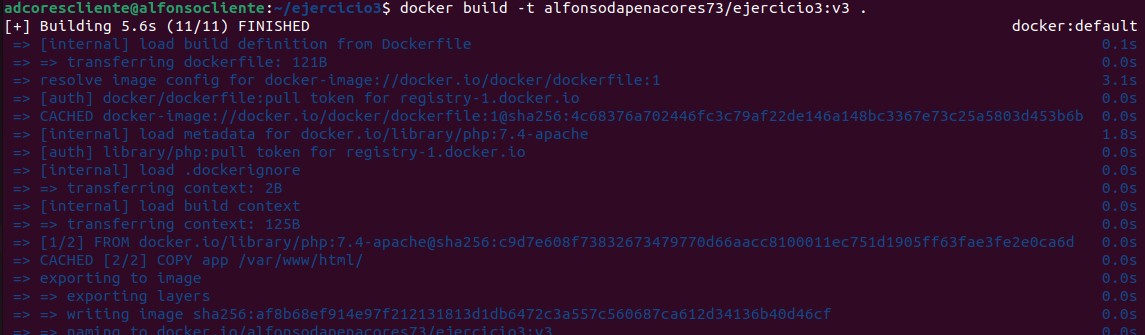 adcorescliente@alfonsocliente:~/ejercicio3$ docker build -t alfonsodapenacores73/ejercicio3:v3 .
[+] Building 5.6s (11/11) FINISHED docker:default
=> [internal] load build definition from Dockerfile 0.1s
=> => transferring dockerfile: 121B 0.0s
=> resolve image config for docker-image://docker.io/docker/dockerfile:1 3.1s
=> [auth] docker/dockerfile:pull token for registry-1.docker.io 0.0s
=> CACHED docker-image://docker.io/docker/dockerfile:1@sha256:4c68376a702446fc3c79af22de146a148bc3367e73c25a5803d453b6b 0.0s
=> [internal] load metadata for docker.io/library/php:7.4-apache 1.8s
=> [auth] library/php:pull token for registry-1.docker.io 0.0s
=> [internal] load .dockerignore 0.0s
=> => transferring context: 2B 0.0s
=> [internal] load build context 0.0s
=> => transferring context: 125B 0.0s
=> [1/2] FROM docker.io/library/php:7.4-apache@sha256:c9d7e608f73832673479770d66aacc8100011ec751d1905ff63fae3fe2e0ca6d 0.0s
=> CACHED [2/2] COPY app /var/www/html/ 0.0s
=> exporting to image 0.0s
=> => exporting layers 0.0s
=> => writing image sha256:af8b68ef914e97f212131813d1db6472c3a557c560687ca612d34136b40d46cf 0.0s
=> => naming to docker.io/alfonsodapenacores73/ejercicio3:v3 0.0s